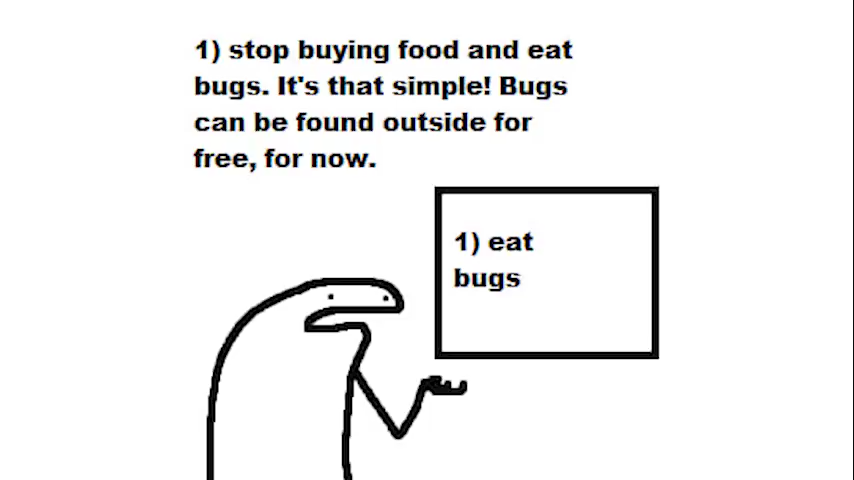 1) stop buying food and eat
bugs. It's that simple! Bugs
can be found outside for
free, for now.
1) eat
bugs